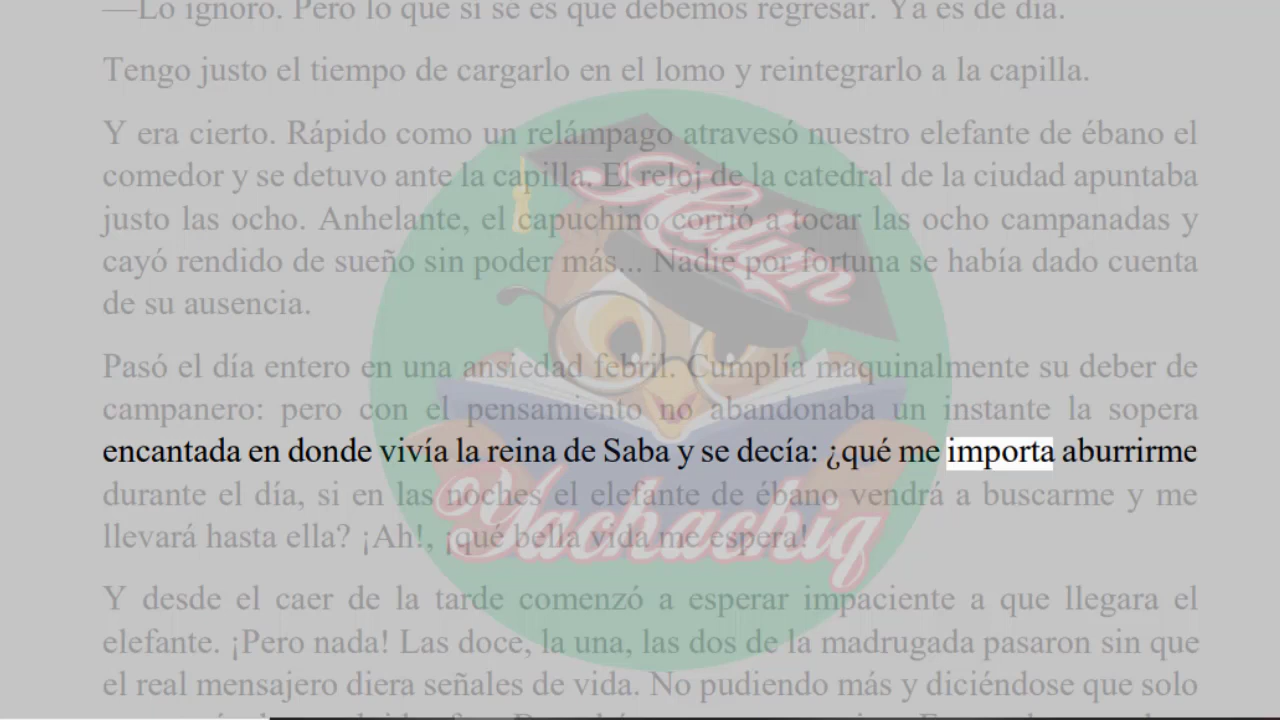 —Lo ignoro. Pero lo que sí sé es que debemos regresar. Ya es de día.
Tengo justo el tiempo de cargarlo en el lomo y reintegrarlo a la capilla.
Y era cierto. Rápido como un relámpago atravesó nuestro elefante de ébano el
comedor y se detuvo ante la capilla. El reloj de la catedral de la ciudad apuntaba
justo las ocho. Anhelante, el capuchino corrió a tocar las ocho campanadas y
cayó rendido de sueño sin poder más... Nadie por fortuna se había dado cuenta
de su ausencia.
Pasó el día entero en una ansiedad febril. Cumplía maquinalmente su deber de
campanero: pero con el pensamiento no abandonaba un instante la sopera
encantada en donde vivía la reina de Saba y se decía: ¿qué me importa aburrirme
durante el día, si en las noches el elefante de ébano vendrá a buscarme y me
llevará hasta ella? ¡Ah!, ¡qué bella vida me espera!
Y desde el caer de la tarde comenzó a esperar impaciente a que llegara el
elefante. ¡Pero nada! Las doce, la una, las dos de la madrugada pasaron sin que
el real mensajero diera señales de vida. No pudiendo más y diciéndose que solo
Yachachiq